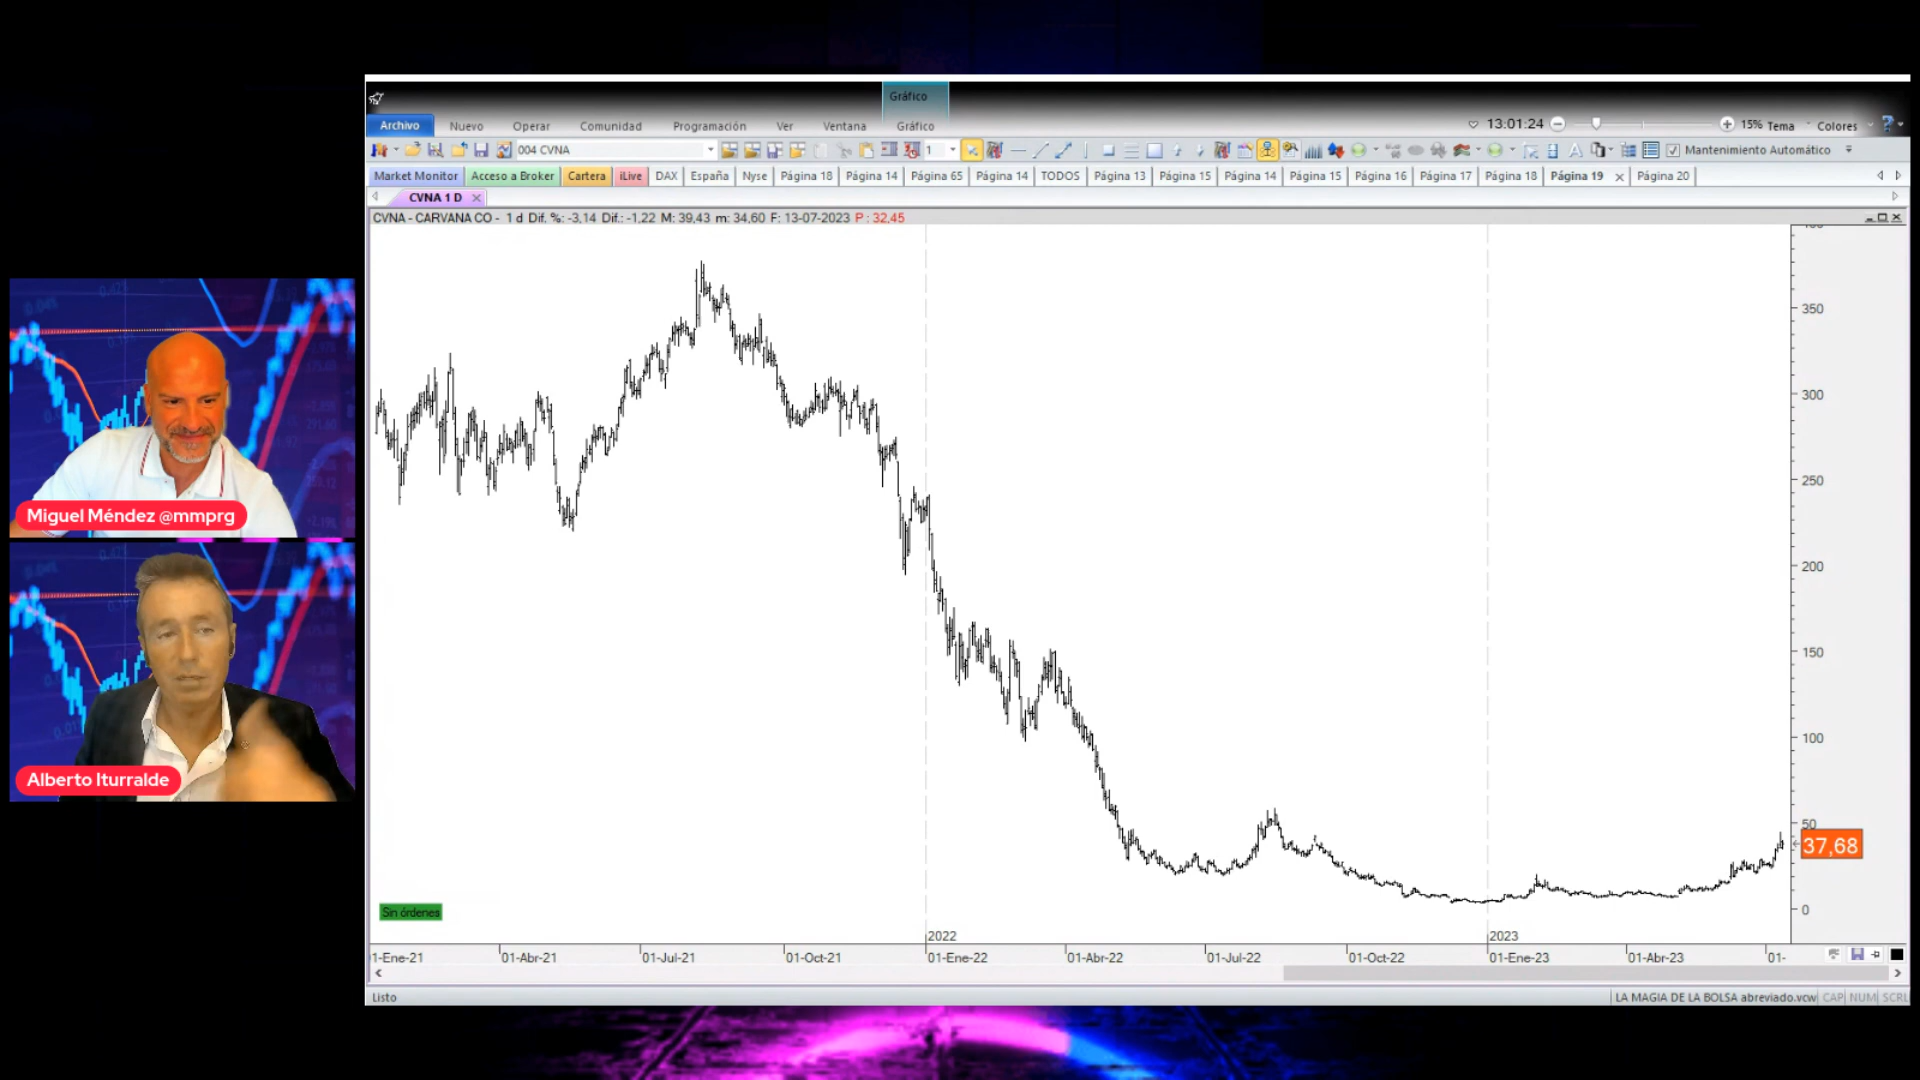 Gráfico
Archivo Nuevo Operar Comunidad Programación Ver Ventana Gráfico 13:01:24 15% Tema Colores
004 CVNA 1 Mantenimiento Automático
Market Monitor Acceso a Broker Cartera iLive DAX España Nyse Página 18 Página 14 Página 65 Página 14 TODOS Página 13 Página 15 Página 14 Página 15 Página 16 Página 17 Página 18 Página 19 Página 20
CVNA 1 D
CVNA - CARVANA CO - 1 d Dif. %: -3,14 Dif.: -1,22 M: 39,43 m: 34,60 F: 13-07-2023 P : 32,45
350
300
250
200
150
100
50
37,68
0
Miguel Méndez @mmprg
Alberto Iturralde
Sin órdenes
2022 2023
1-Ene-21 01-Abr-21 01-Jul-21 01-Oct-21 01-Ene-22 01-Abr-22 01-Jul-22 01-Oct-22 01-Ene-23 01-Abr-23 01-
Listo LA MAGIA DE LA BOLSA abreviado.vcw CAP NUM SCRL